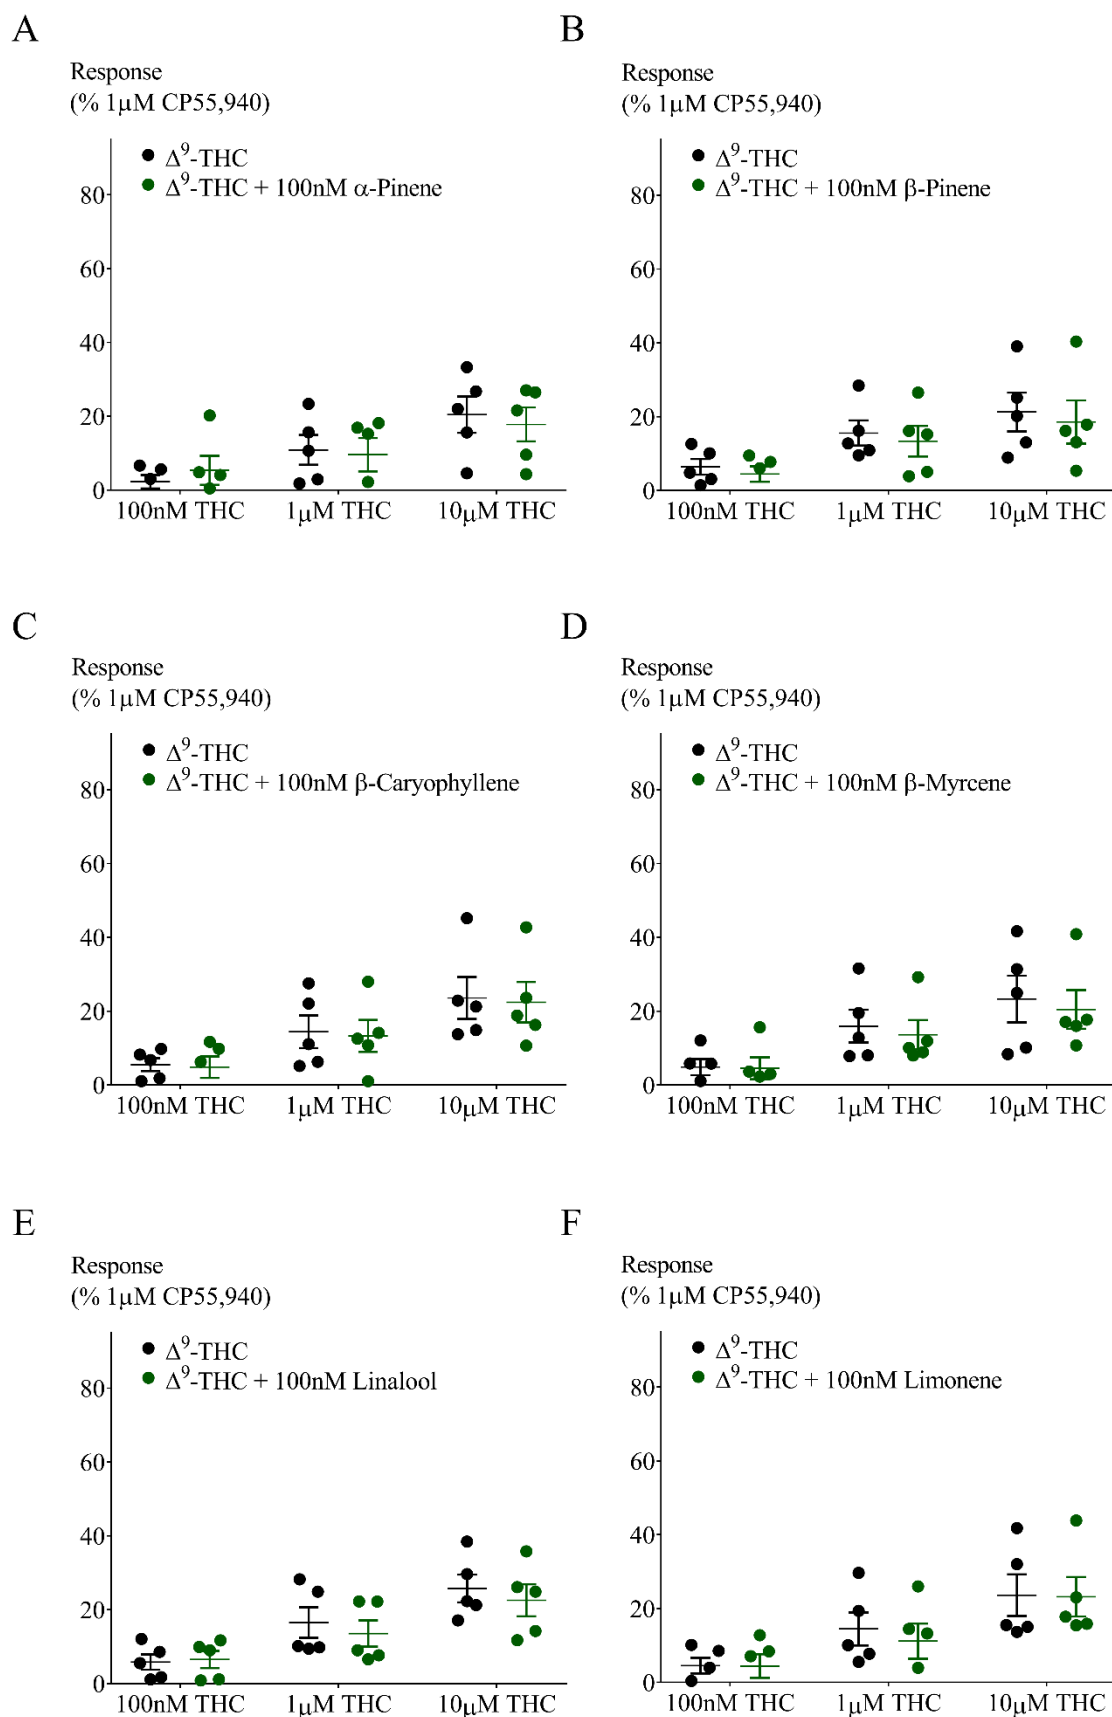 A
Response
(% 1μM CP55,940)
Δ⁹-THC
Δ⁹-THC + 100nM α-Pinene
80
60
40
20
0
100nM THC 1μM THC 10μM THC
B
Response
(% 1μM CP55,940)
Δ⁹-THC
Δ⁹-THC + 100nM β-Pinene
80
60
40
20
0
100nM THC 1μM THC 10μM THC
C
Response
(% 1μM CP55,940)
Δ⁹-THC
Δ⁹-THC + 100nM β-Caryophyllene
80
60
40
20
0
100nM THC 1μM THC 10μM THC
D
Response
(% 1μM CP55,940)
Δ⁹-THC
Δ⁹-THC + 100nM β-Myrcene
80
60
40
20
0
100nM THC 1μM THC 10μM THC
E
Response
(% 1μM CP55,940)
Δ⁹-THC
Δ⁹-THC + 100nM Linalool
80
60
40
20
0
100nM THC 1μM THC 10μM THC
F
Response
(% 1μM CP55,940)
Δ⁹-THC
Δ⁹-THC + 100nM Limonene
80
60
40
20
0
100nM THC 1μM THC 10μM THC